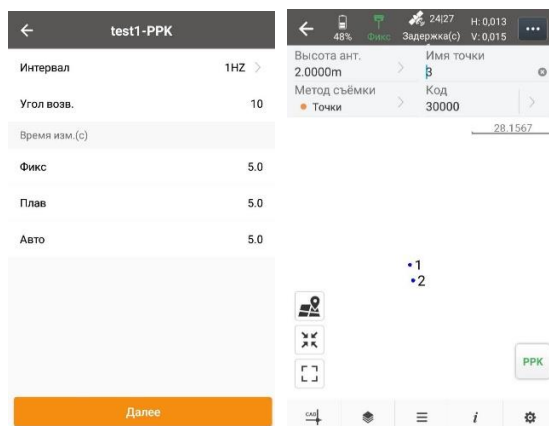 test1-PPK
Интервал 1HZ
Угол возв. 10
Время изм.(с)
Фикс 5.0
Плав 5.0
Авто 5.0
Далее
48% Фикс 24|27 Задержка(с) H: 0,013 V: 0,015
Высота ант. Имя точки
2.0000m 3
Метод съёмки Код
Точки 30000
28.1567
1
2
PPK
CAD i